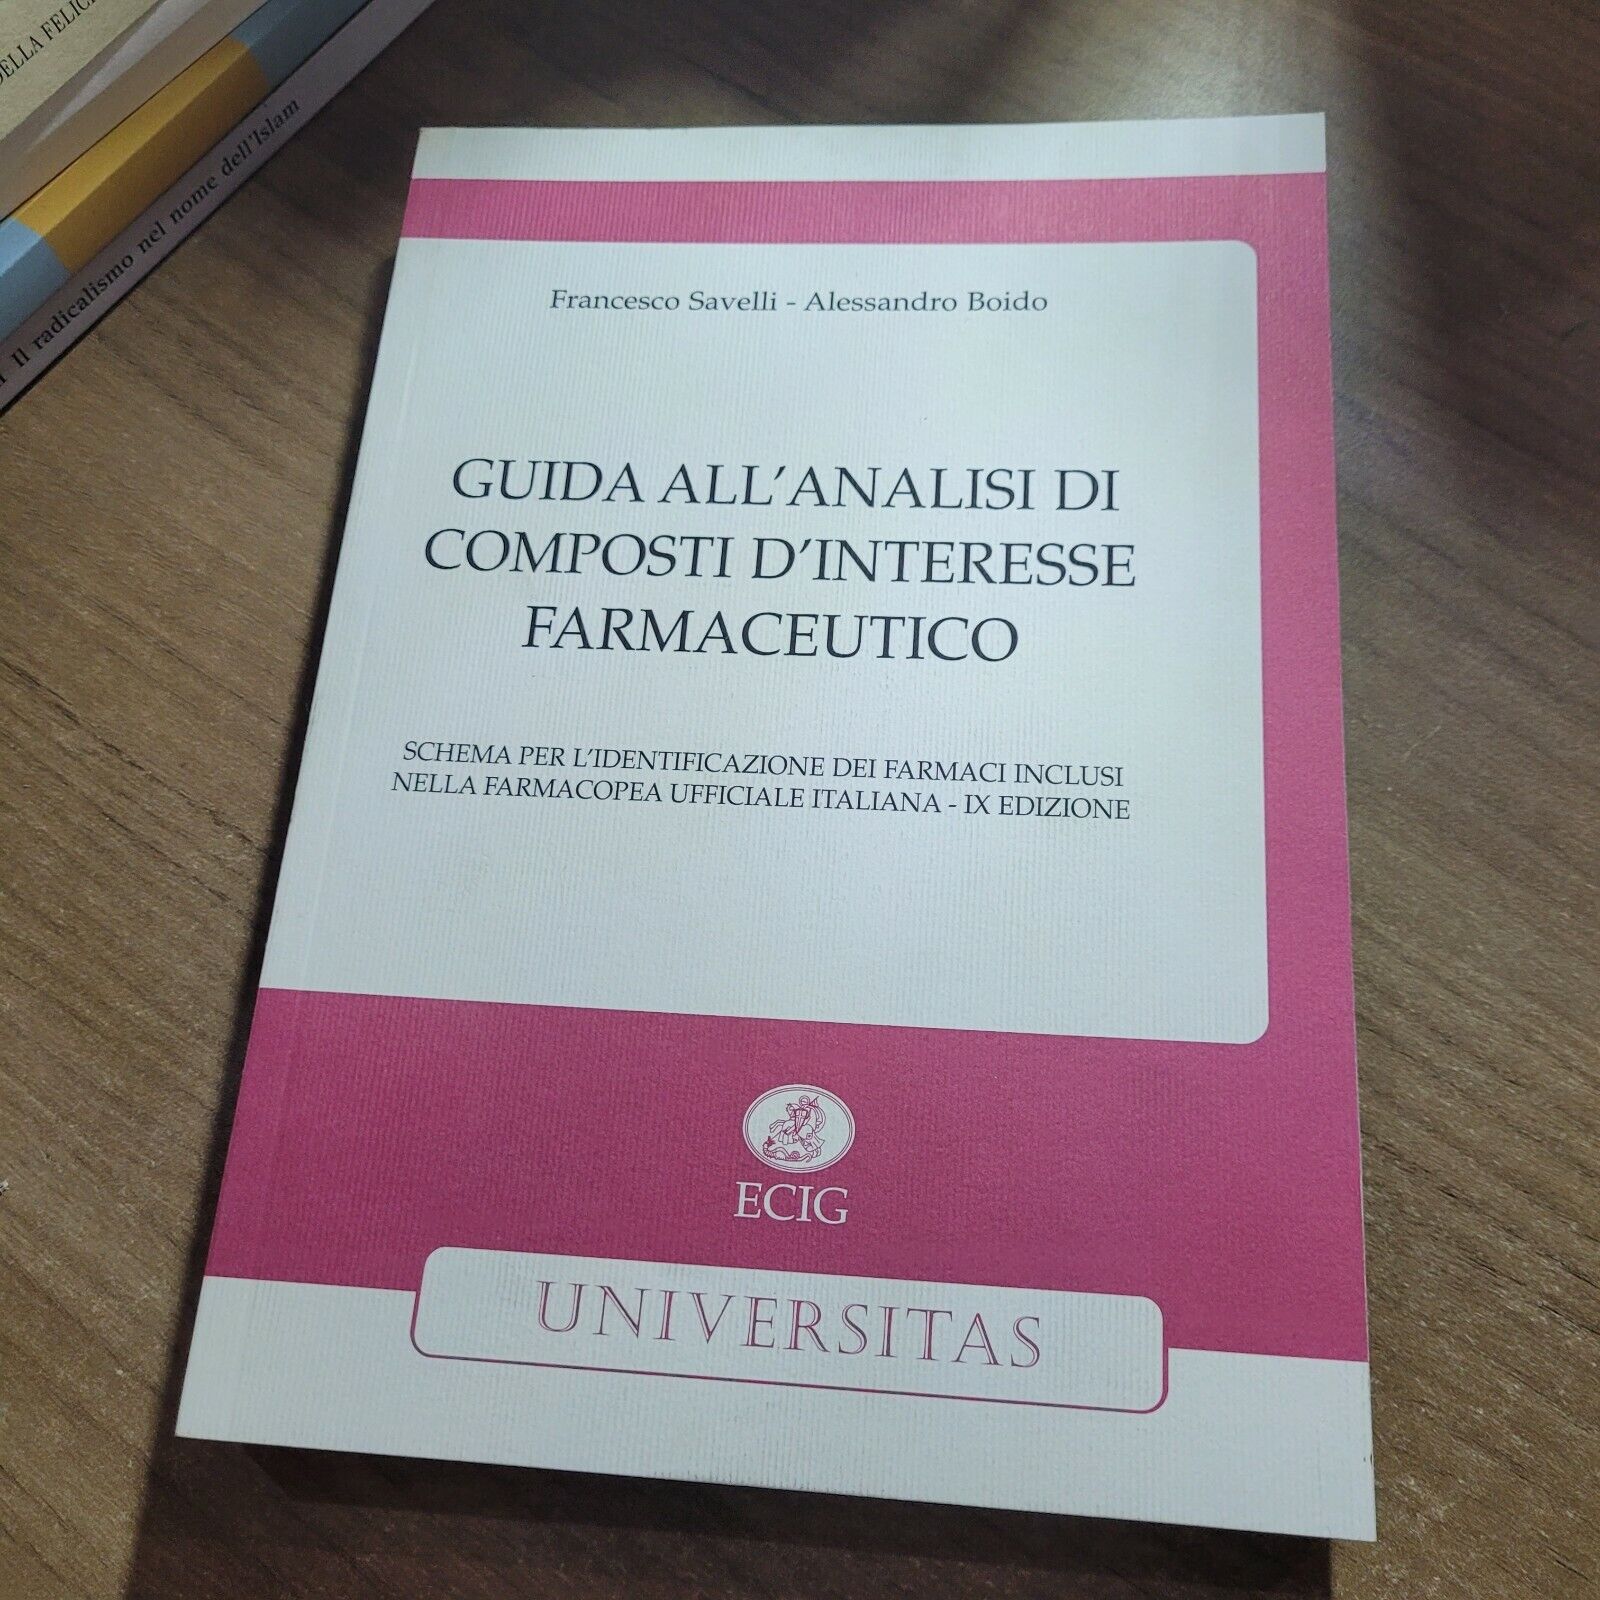 DELLA FELICI
Il radicalismo nel nome dell'Islam
Francesco Savelli - Alessandro Boido
GUIDA ALL'ANALISI DI
COMPOSTI D'INTERESSE
FARMACEUTICO
SCHEMA PER L'IDENTIFICAZIONE DEI FARMACI INCLUSI
NELLA FARMACOPEA UFFICIALE ITALIANA - IX EDIZIONE
ECIG
UNIVERSITAS